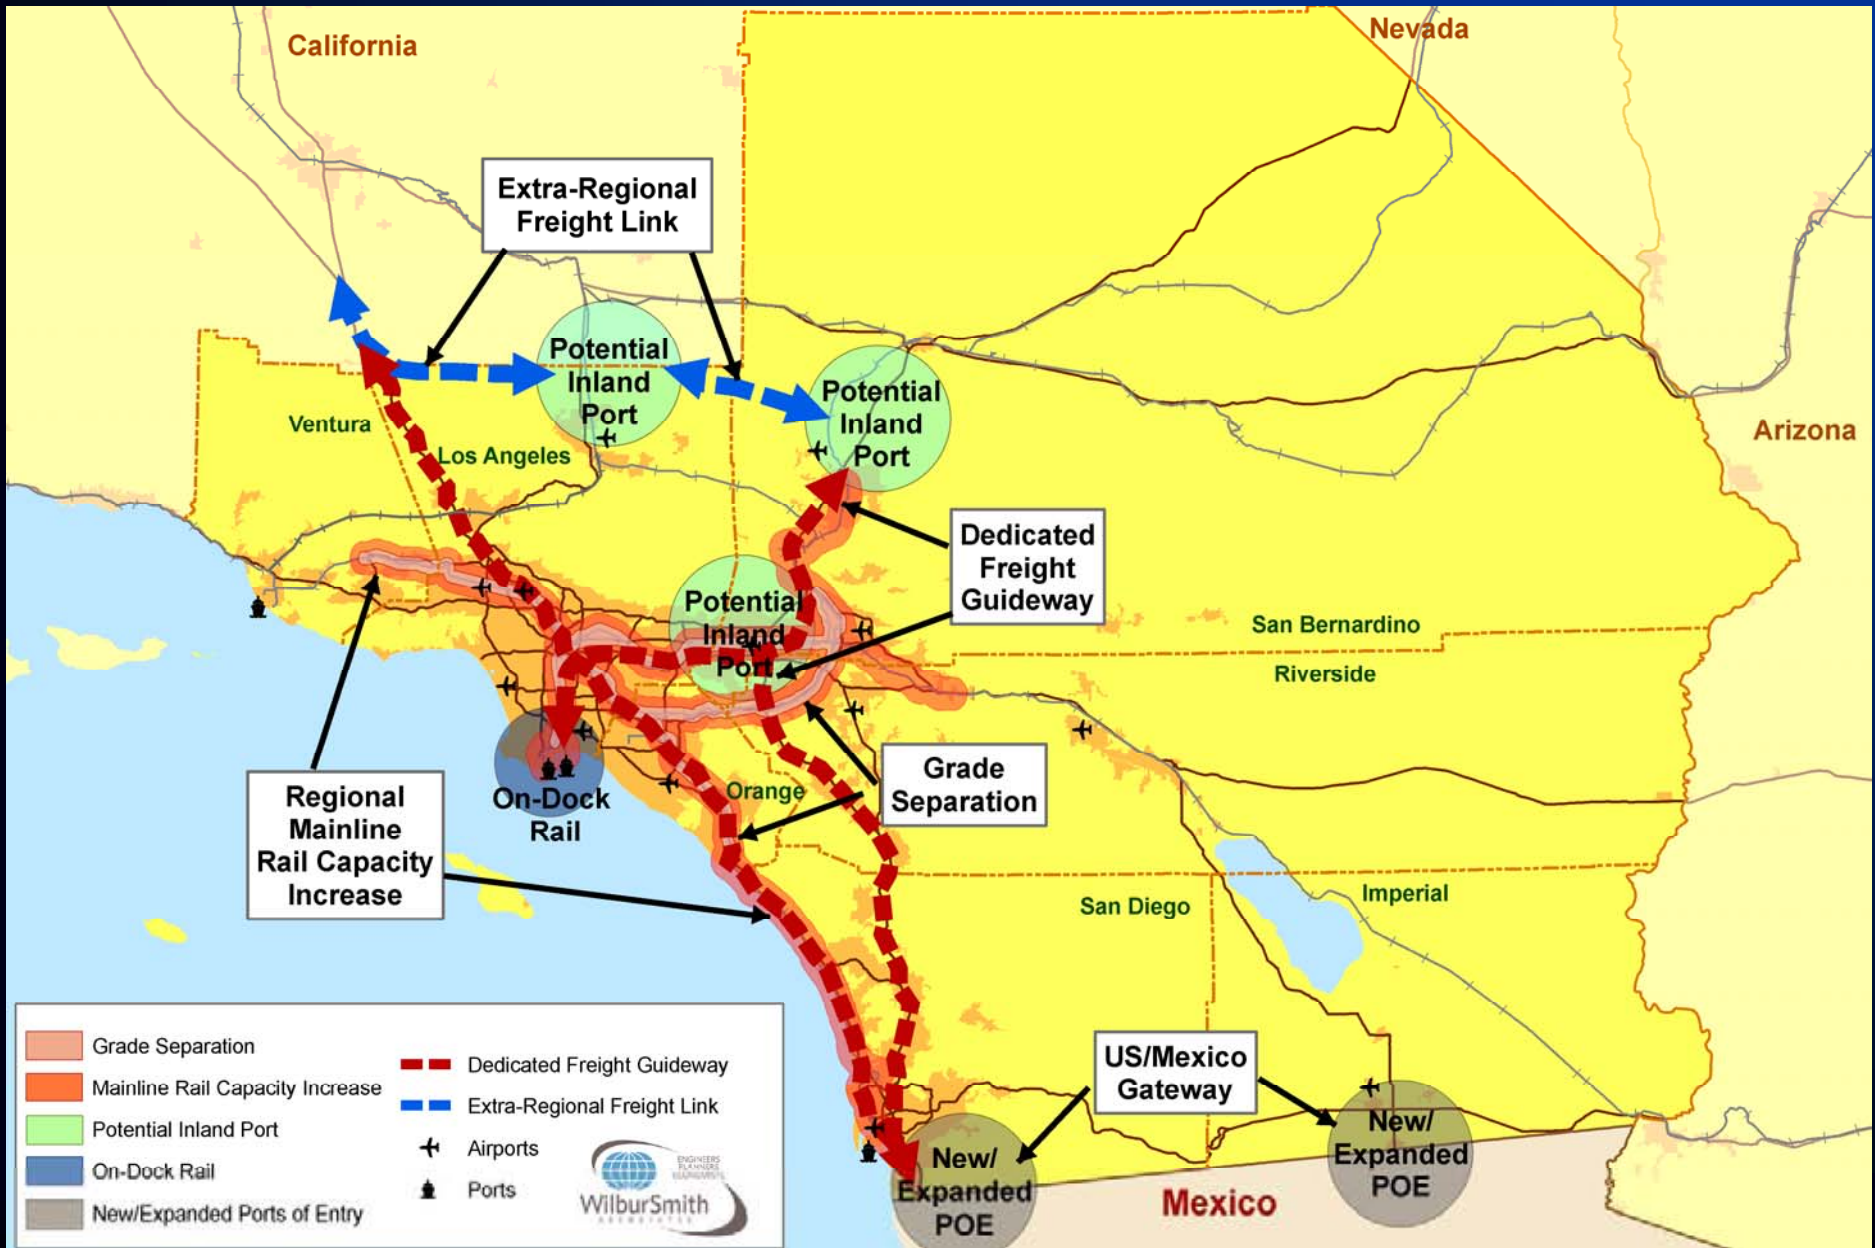 California
Nevada
Extra-Regional
Freight Link
Potential
Inland
Port
Potential
Inland
Port
Ventura
Los Angeles
Arizona
Dedicated
Freight
Guideway
Potential
Inland
Port
San Bernardino
Riverside
Grade
Separation
Orange
On-Dock
Rail
Regional
Mainline
Rail Capacity
Increase
San Diego
Imperial
US/Mexico
Gateway
New/
Expanded
POE
New/
Expanded
POE
Mexico
Grade Separation
Mainline Rail Capacity Increase
Potential Inland Port
On-Dock Rail
New/Expanded Ports of Entry
Dedicated Freight Guideway
Extra-Regional Freight Link
Airports
Ports
ENGINEERS
PLANNERS
ECONOMISTS
WilburSmith
ASSOCIATES